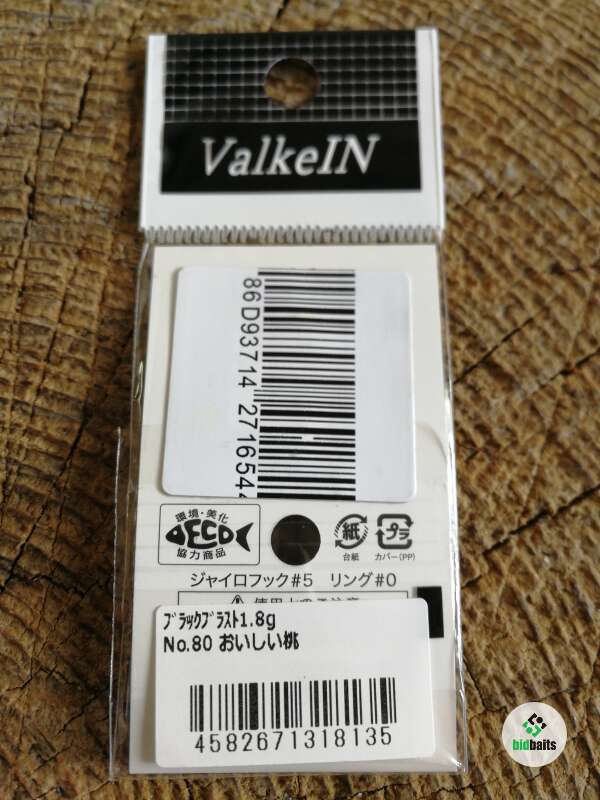 ValkeIN
86D93714 2716544
環境・美化
ECO
協力商品
紙
台紙
プラ
カバー(PP)
ジャイロフック#5 リング#0
ﾌﾞﾗｯｸﾌﾞﾗｽﾄ1.8g
No.80 おいしい桃
4582671318135
bidbaits